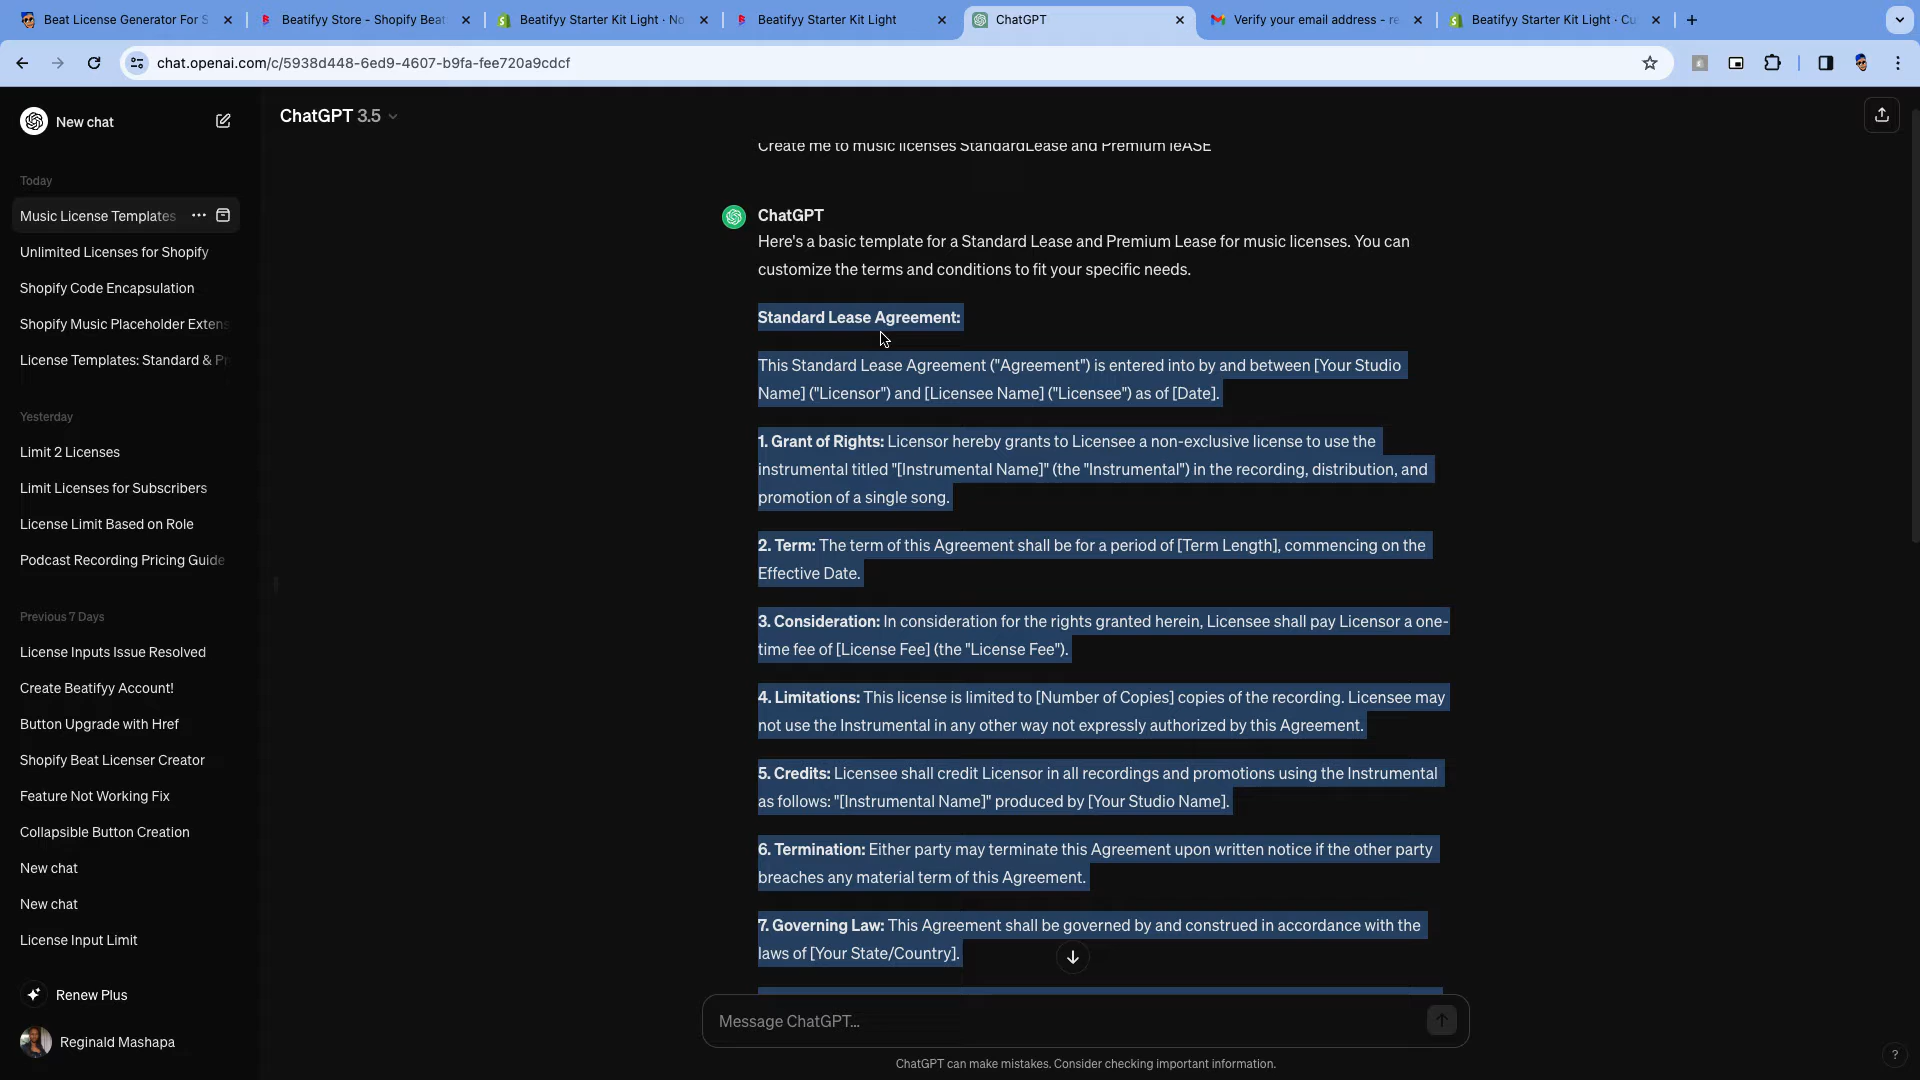 Beat License Generator For S
Beatifyy Store - Shopify Beat
Beatifyy Starter Kit Light · No
Beatifyy Starter Kit Light
ChatGPT
Verify your email address - re
Beatifyy Starter Kit Light · Cu
chat.openai.com/c/5938d448-6ed9-4607-b9fa-fee720a9cdcf
New chat
Today
Music License Templates
Unlimited Licenses for Shopify
Shopify Code Encapsulation
Shopify Music Placeholder Extens
License Templates: Standard & Pr
Yesterday
Limit 2 Licenses
Limit Licenses for Subscribers
License Limit Based on Role
Podcast Recording Pricing Guide
Previous 7 Days
License Inputs Issue Resolved
Create Beatifyy Account!
Button Upgrade with Href
Shopify Beat Licenser Creator
Feature Not Working Fix
Collapsible Button Creation
New chat
New chat
License Input Limit
Renew Plus
Reginald Mashapa
ChatGPT 3.5
Create me to music licenses StandardLease and Premium leASE
ChatGPT
Here's a basic template for a Standard Lease and Premium Lease for music licenses. You can
customize the terms and conditions to fit your specific needs.
Standard Lease Agreement:
This Standard Lease Agreement ("Agreement") is entered into by and between [Your Studio
Name] ("Licensor") and [Licensee Name] ("Licensee") as of [Date].
1. Grant of Rights: Licensor hereby grants to Licensee a non-exclusive license to use the
instrumental titled "[Instrumental Name]" (the "Instrumental") in the recording, distribution, and
promotion of a single song.
2. Term: The term of this Agreement shall be for a period of [Term Length], commencing on the
Effective Date.
3. Consideration: In consideration for the rights granted herein, Licensee shall pay Licensor a one-
time fee of [License Fee] (the "License Fee").
4. Limitations: This license is limited to [Number of Copies] copies of the recording. Licensee may
not use the Instrumental in any other way not expressly authorized by this Agreement.
5. Credits: Licensee shall credit Licensor in all recordings and promotions using the Instrumental
as follows: "[Instrumental Name]" produced by [Your Studio Name].
6. Termination: Either party may terminate this Agreement upon written notice if the other party
breaches any material term of this Agreement.
7. Governing Law: This Agreement shall be governed by and construed in accordance with the
laws of [Your State/Country].
Message ChatGPT...
ChatGPT can make mistakes. Consider checking important information.
?